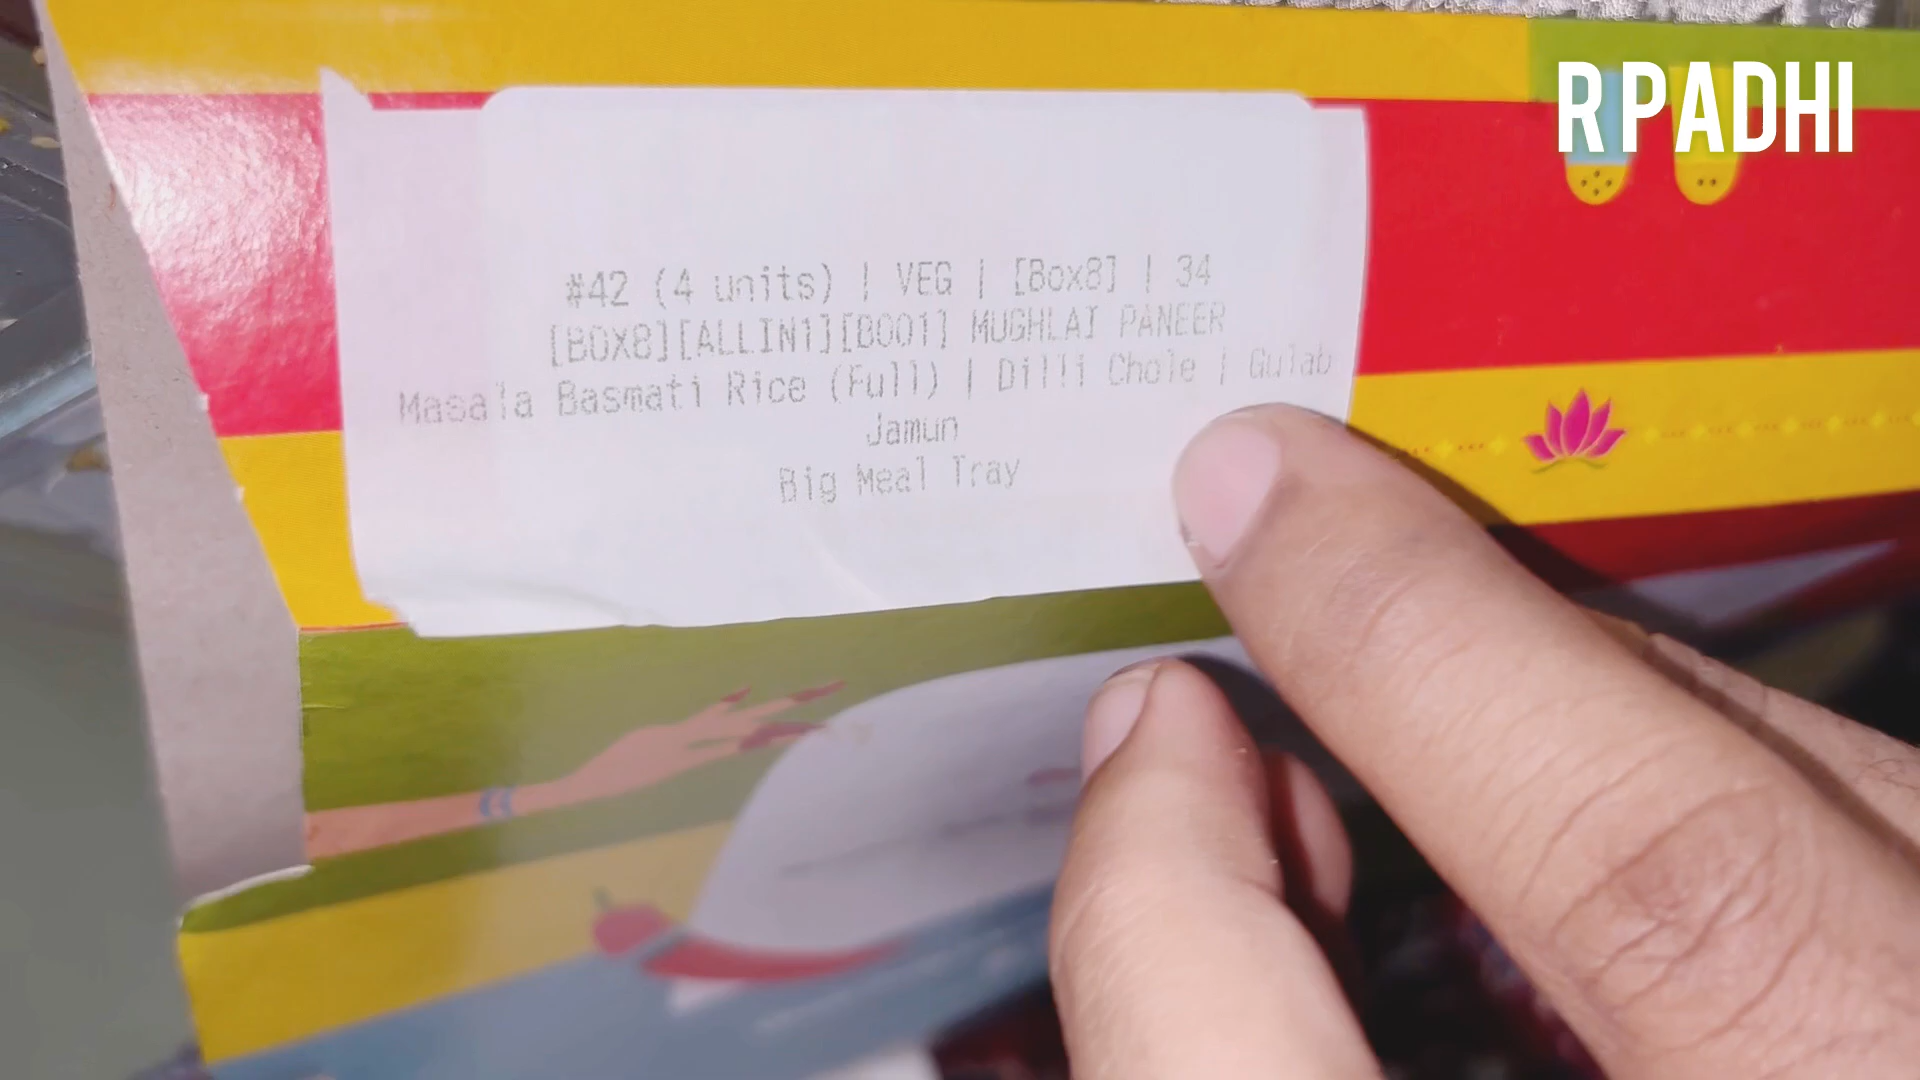 R PADHI
#42 (4 units) | VEG | [Box8] | 34
[BOX8][ALLIN1][BOO1] MUGHLAI PANEER
Masala Basmati Rice (Full) | Dilli Chole | Gulab
Jamun
Big Meal Tray